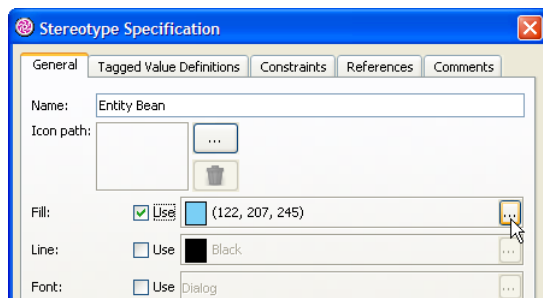 Stereotype Specification
General Tagged Value Definitions Constraints References Comments
Name: Entity Bean
Icon path: ...
Fill: Use (122, 207, 245) ...
Line: Use Black ...
Font: Use Dialog ...